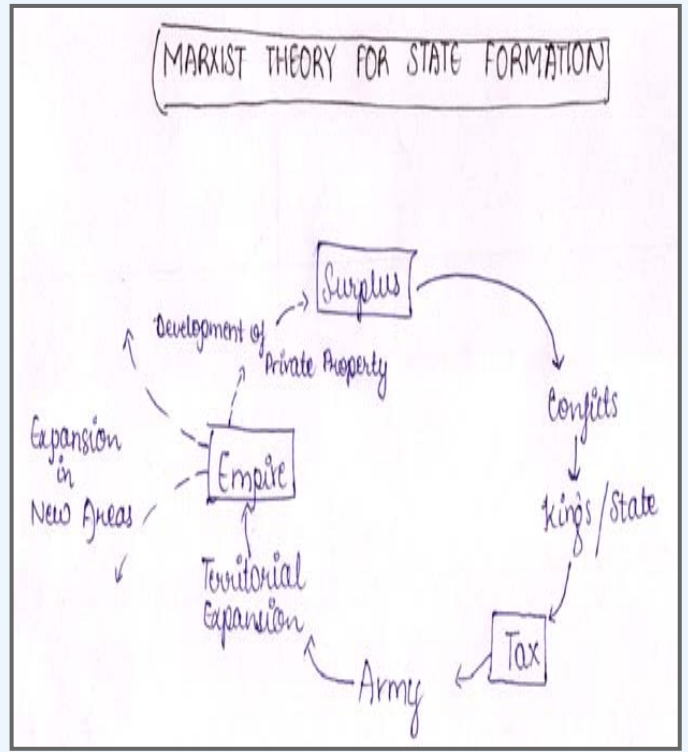 MARXIST THEORY FOR STATE FORMATION
Surplus
Development of
Private Property
Conflicts
Expansion
in
New Areas
Empire
Kings/State
Territorial
Expansion
Tax
Army